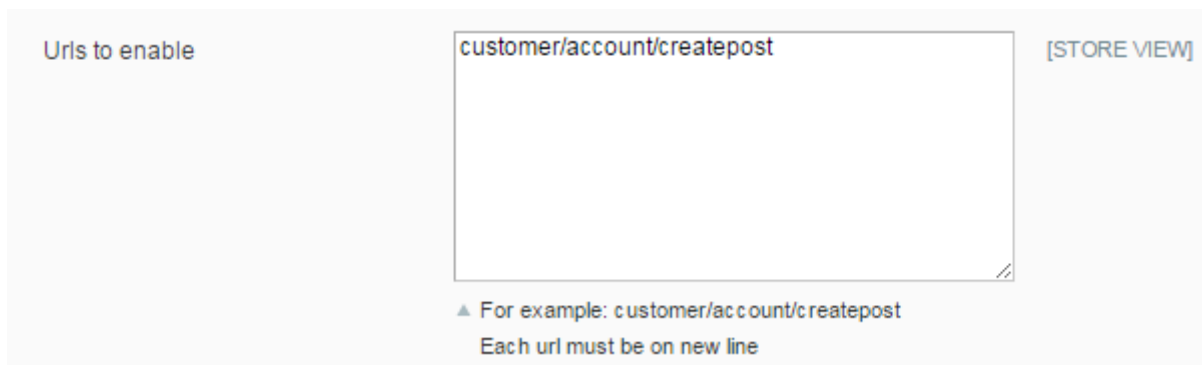 Urls to enable
customer/account/createpost
[STORE VIEW]
▲ For example: customer/account/createpost
Each url must be on new line